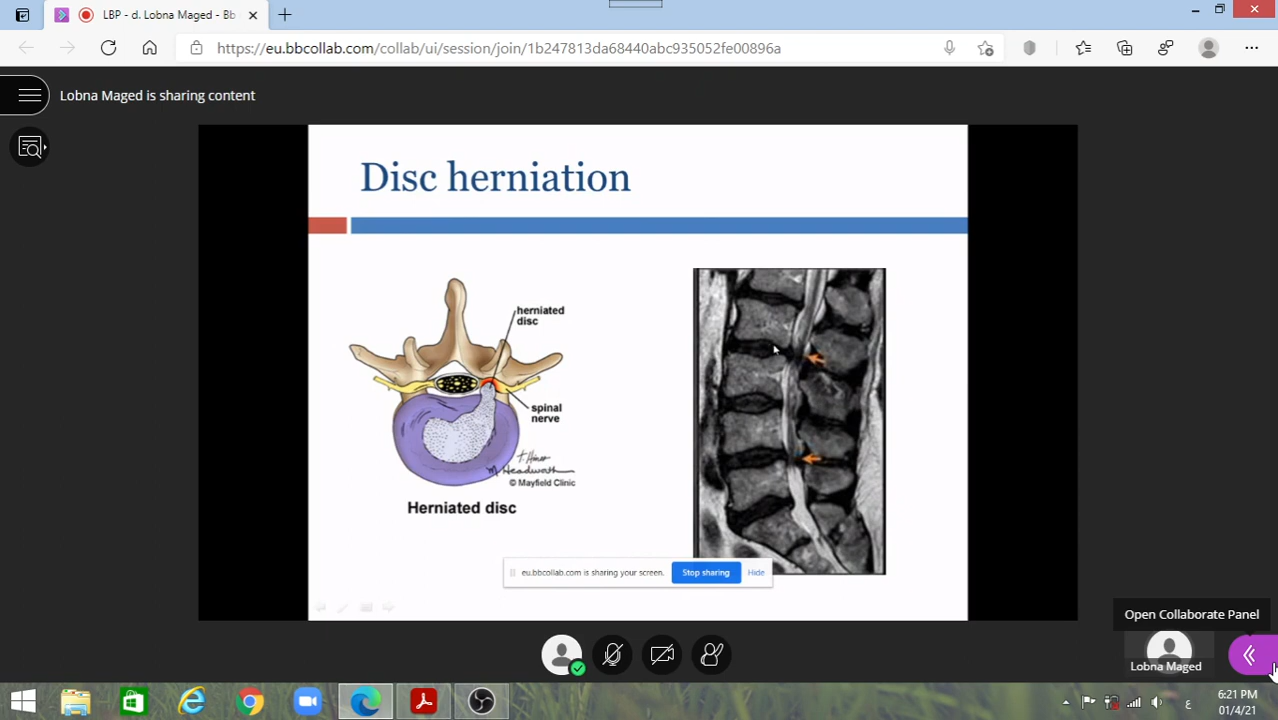 LBP - d. Lobna Maged - Bb
https://eu.bbcollab.com/collab/ui/session/join/1b247813da68440abc935052fe00896a
Lobna Maged is sharing content
Disc herniation
herniated
disc
spinal
nerve
© Mayfield Clinic
Herniated disc
eu.bbcollab.com is sharing your screen.
Stop sharing
Hide
Open Collaborate Panel
Lobna Maged
ع
6:21 PM
01/4/21